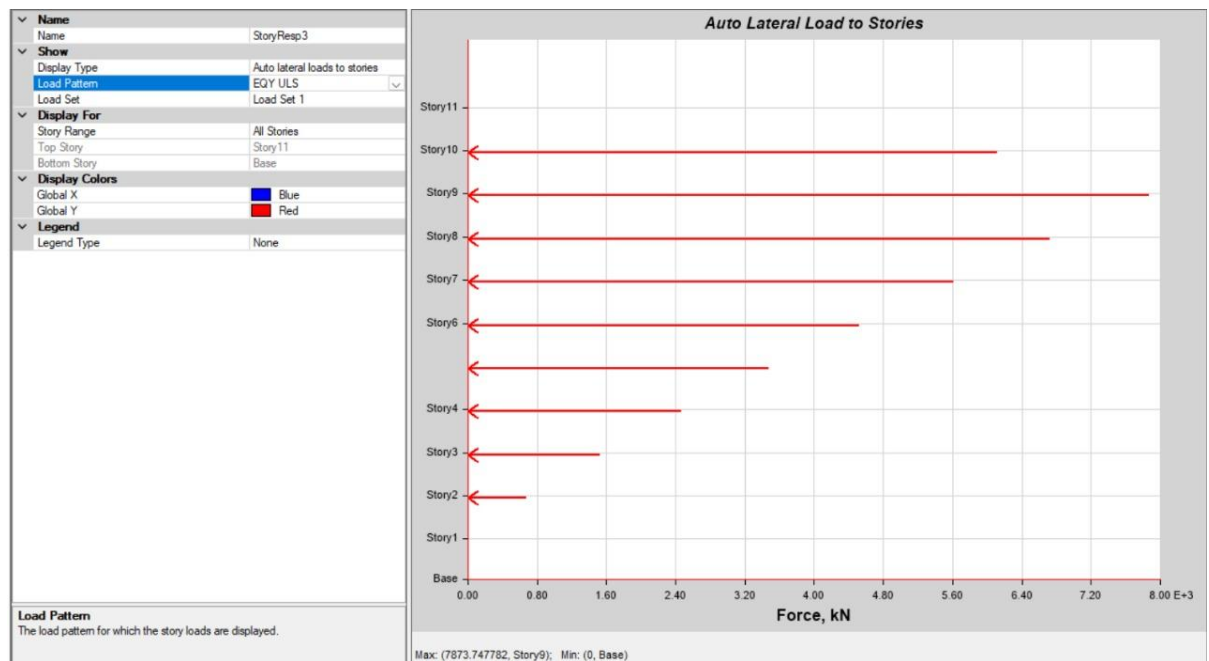 Name
Name StoryResp3
Show
Display Type Auto lateral loads to stories
Load Pattern EQY ULS
Load Set Load Set 1
Display For
Story Range All Stories
Top Story Story11
Bottom Story Base
Display Colors
Global X Blue
Global Y Red
Legend
Legend Type None
Load Pattern
The load pattern for which the story loads are displayed.
Auto Lateral Load to Stories
Story11
Story10
Story9
Story8
Story7
Story6
Story4
Story3
Story2
Story1
Base
0.00 0.80 1.60 2.40 3.20 4.00 4.80 5.60 6.40 7.20 8.00 E+3
Force, kN
Max: (7873.747782, Story9); Min: (0, Base)